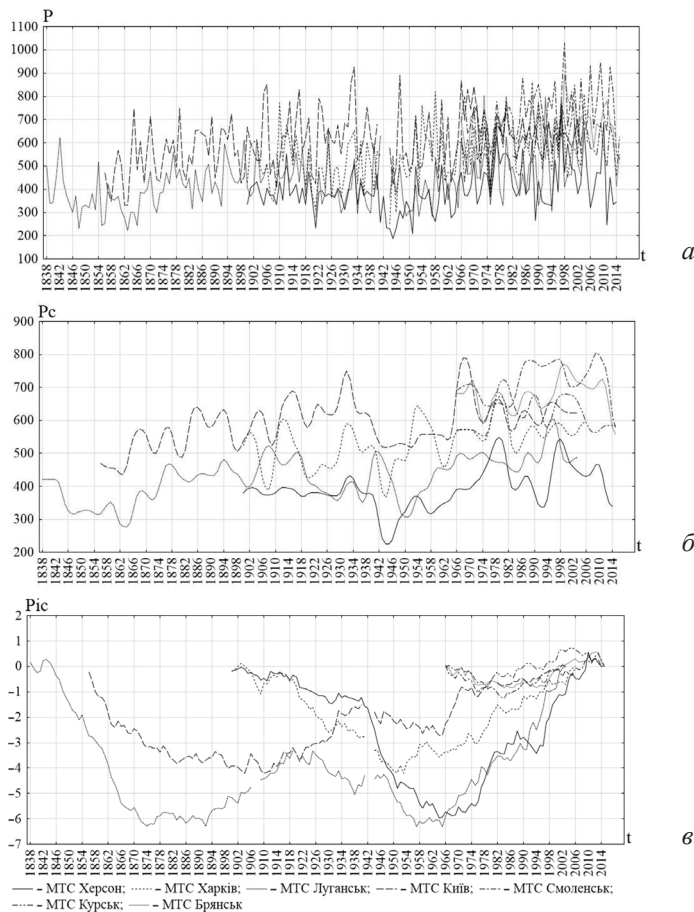 P
1100
1000
900
800
700
600
500
400
300
200
100
t
а
1838 1842 1846 1850 1854 1858 1862 1866 1870 1874 1878 1882 1886 1890 1894 1898 1902 1906 1910 1914 1918 1922 1926 1930 1934 1938 1942 1946 1950 1954 1958 1962 1966 1970 1974 1978 1982 1986 1990 1994 1998 2002 2006 2010 2014
Pc
900
800
700
600
500
400
300
200
t
б
1838 1842 1846 1850 1854 1858 1862 1866 1870 1874 1878 1882 1886 1890 1894 1898 1902 1906 1910 1914 1918 1922 1926 1930 1934 1938 1942 1946 1950 1954 1958 1962 1966 1970 1974 1978 1982 1986 1990 1994 1998 2002 2006 2010 2014
Pic
2
1
0
−1
−2
−3
−4
−5
−6
−7
t
в
1838 1842 1846 1850 1854 1858 1862 1866 1870 1874 1878 1882 1886 1890 1894 1898 1902 1906 1910 1914 1918 1922 1926 1930 1934 1938 1942 1946 1950 1954 1958 1962 1966 1970 1974 1978 1982 1986 1990 1994 1998 2002 2006 2010 2014
– МТС Херсон; – МТС Харків; – МТС Луганськ; – МТС Київ; – МТС Смоленськ;
– МТС Курськ; – МТС Брянськ